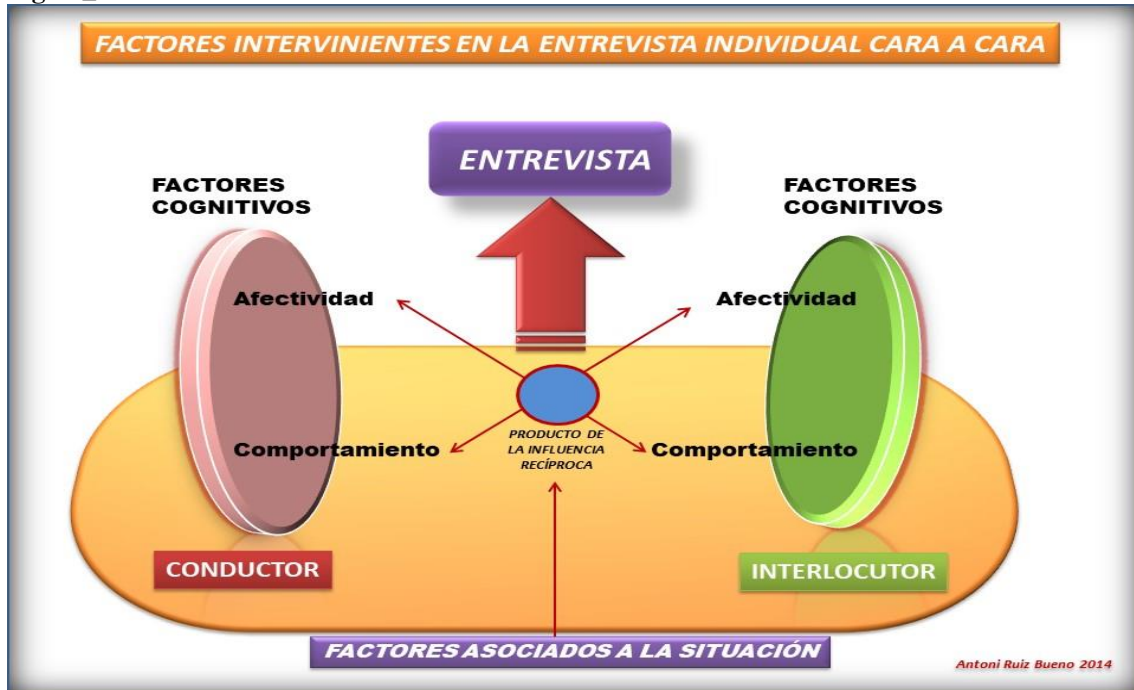 FACTORES INTERVINIENTES EN LA ENTREVISTA INDIVIDUAL CARA A CARA
ENTREVISTA
FACTORES
COGNITIVOS
FACTORES
COGNITIVOS
Afectividad
Afectividad
Comportamiento
PRODUCTO DE
LA INFLUENCIA
RECÍPROCA
Comportamiento
CONDUCTOR
INTERLOCUTOR
FACTORES ASOCIADOS A LA SITUACIÓN
Antoni Ruiz Bueno 2014